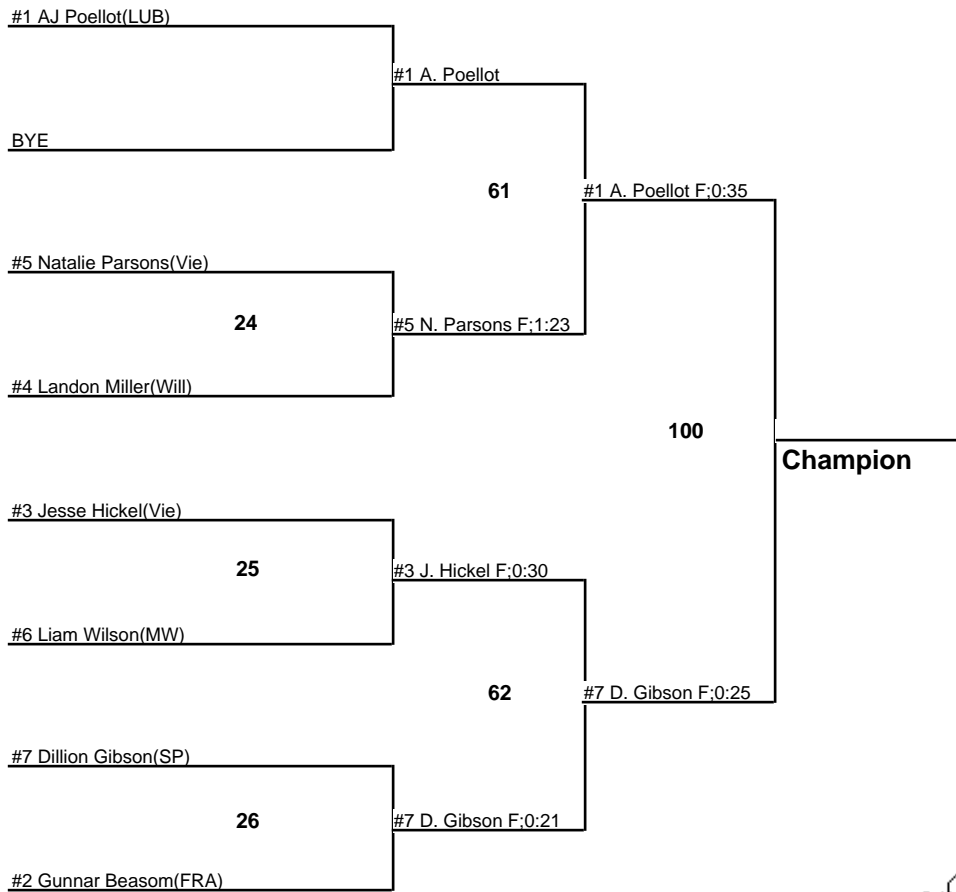 #1 AJ Poellot(LUB)
#1 A. Poellot
BYE
61
#1 A. Poellot F;0:35
#5 Natalie Parsons(Vie)
24
#5 N. Parsons F;1:23
#4 Landon Miller(Will)
100
Champion
#3 Jesse Hickel(Vie)
25
#3 J. Hickel F;0:30
#6 Liam Wilson(MW)
62
#7 D. Gibson F;0:25
#7 Dillion Gibson(SP)
26
#7 D. Gibson F;0:21
#2 Gunnar Beasom(FRA)